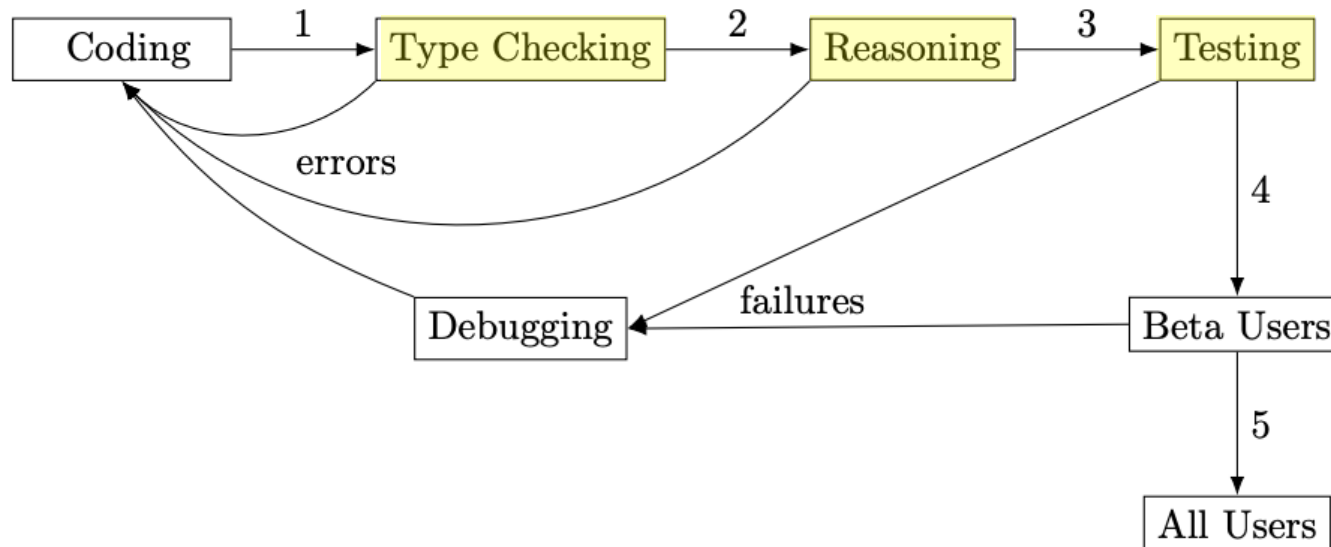 1 2 3
Coding Type Checking Reasoning Testing
errors
4
failures
Debugging Beta Users
5
All Users